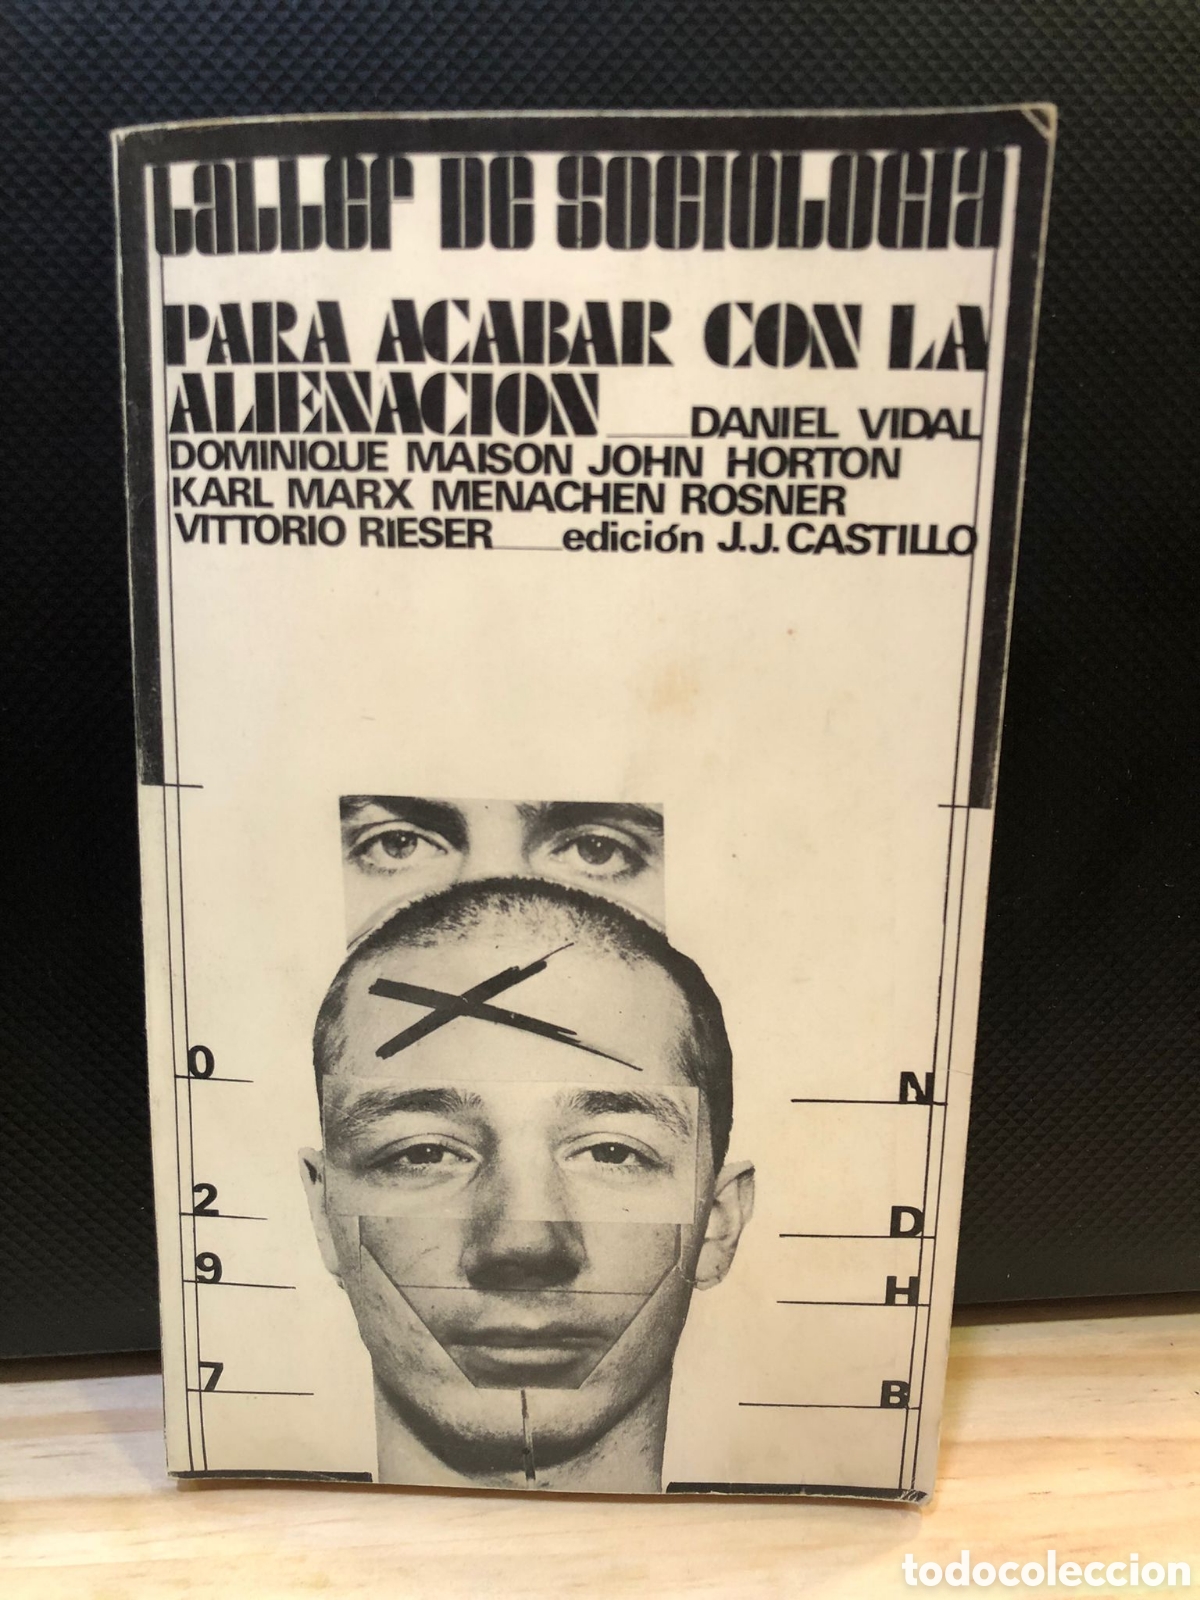 taller de sociologia
PARA ACABAR CON LA
ALIENACION DANIEL VIDAL
DOMINIQUE MAISON JOHN HORTON
KARL MARX MENACHEN ROSNER
VITTORIO RIESER edición J.J. CASTILLO
0
N
2
D
9
H
7
B
todocoleccion